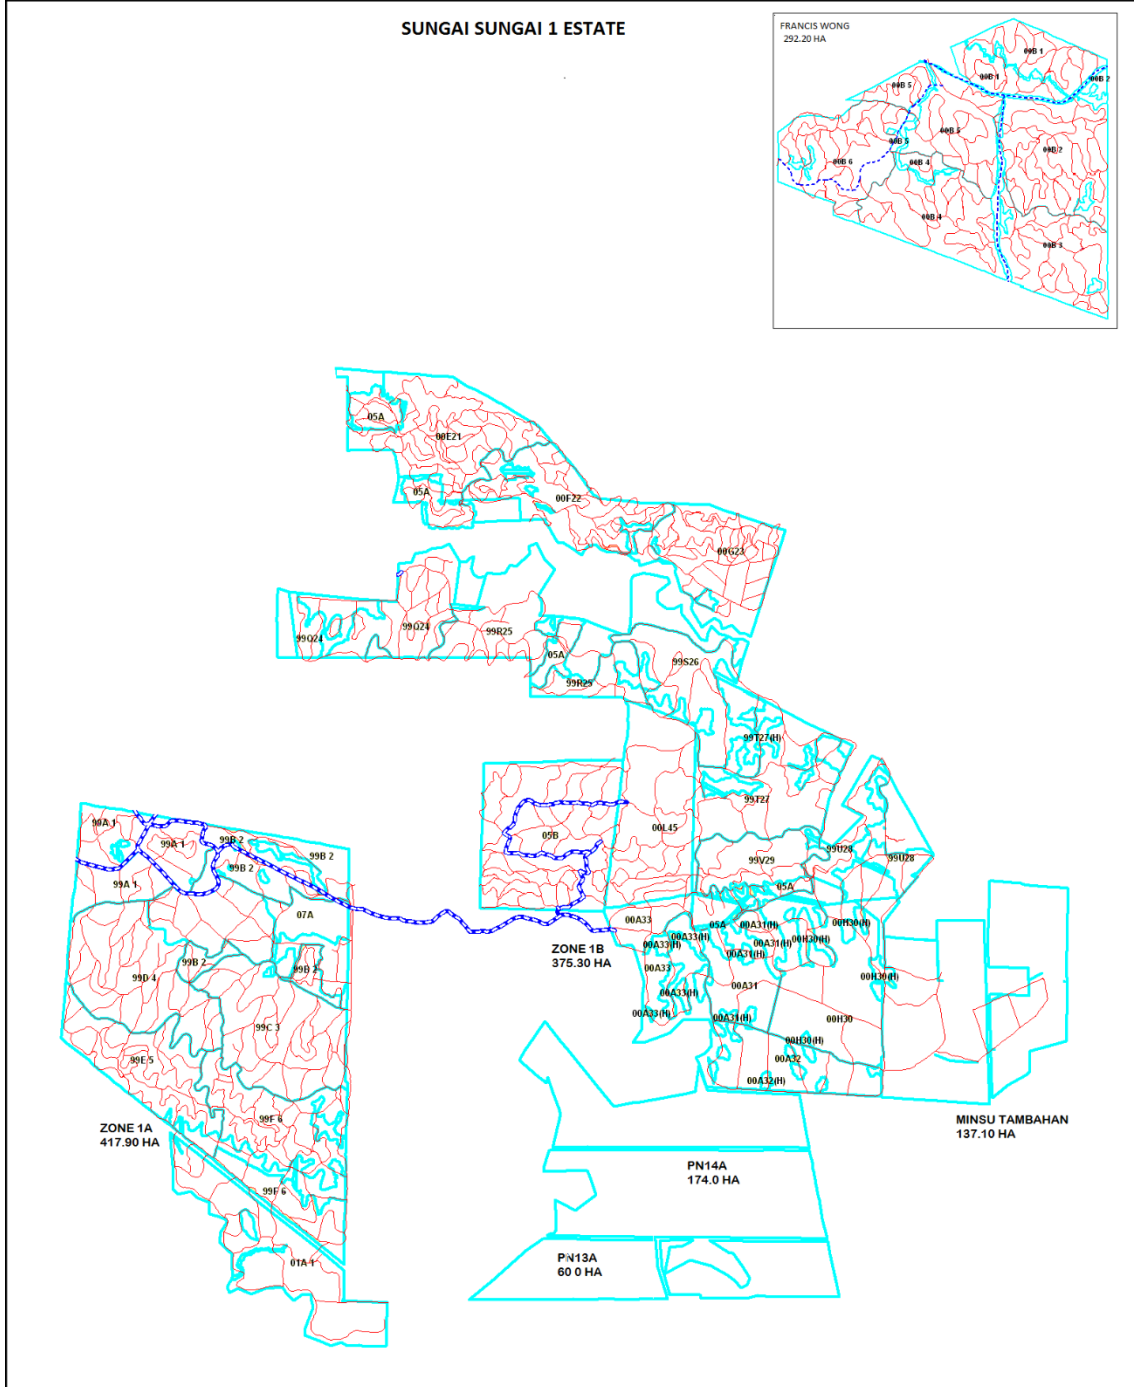 SUNGAI SUNGAI 1 ESTATE
FRANCIS WONG
292.20 HA
00B 1
00B 1
00B 2
00B 5
00B 5
00B 5
00B 2
00B 4
00B 6
00B 4
00B 3
05A
00E21
05A
00F22
00G23
99Q24
99Q24
99R25
05A
99S26
99R25
99T27(H)
99T27
05B
00L45
99A 1
99A 1
99B 2
99B 2
99B 2
99A 1
99V29
99U28
99U28
05A
07A
00A33
05A
00A31(H)
00H30(H)
00A33(H)
00A33(H)
00A31(H)
00H30(H)
00A31(H)
ZONE 1B
375.30 HA
99B 2
99B 2
99D 4
00A33
00H30(H)
00A31
00A33(H)
00A33(H)
00A31(H)
00H30
99C 3
00H30(H)
99E 5
00A32
00A32(H)
99F 6
ZONE 1A
417.90 HA
MINSU TAMBAHAN
137.10 HA
PN14A
174.0 HA
99F 6
01A 1
PN13A
60 0 HA